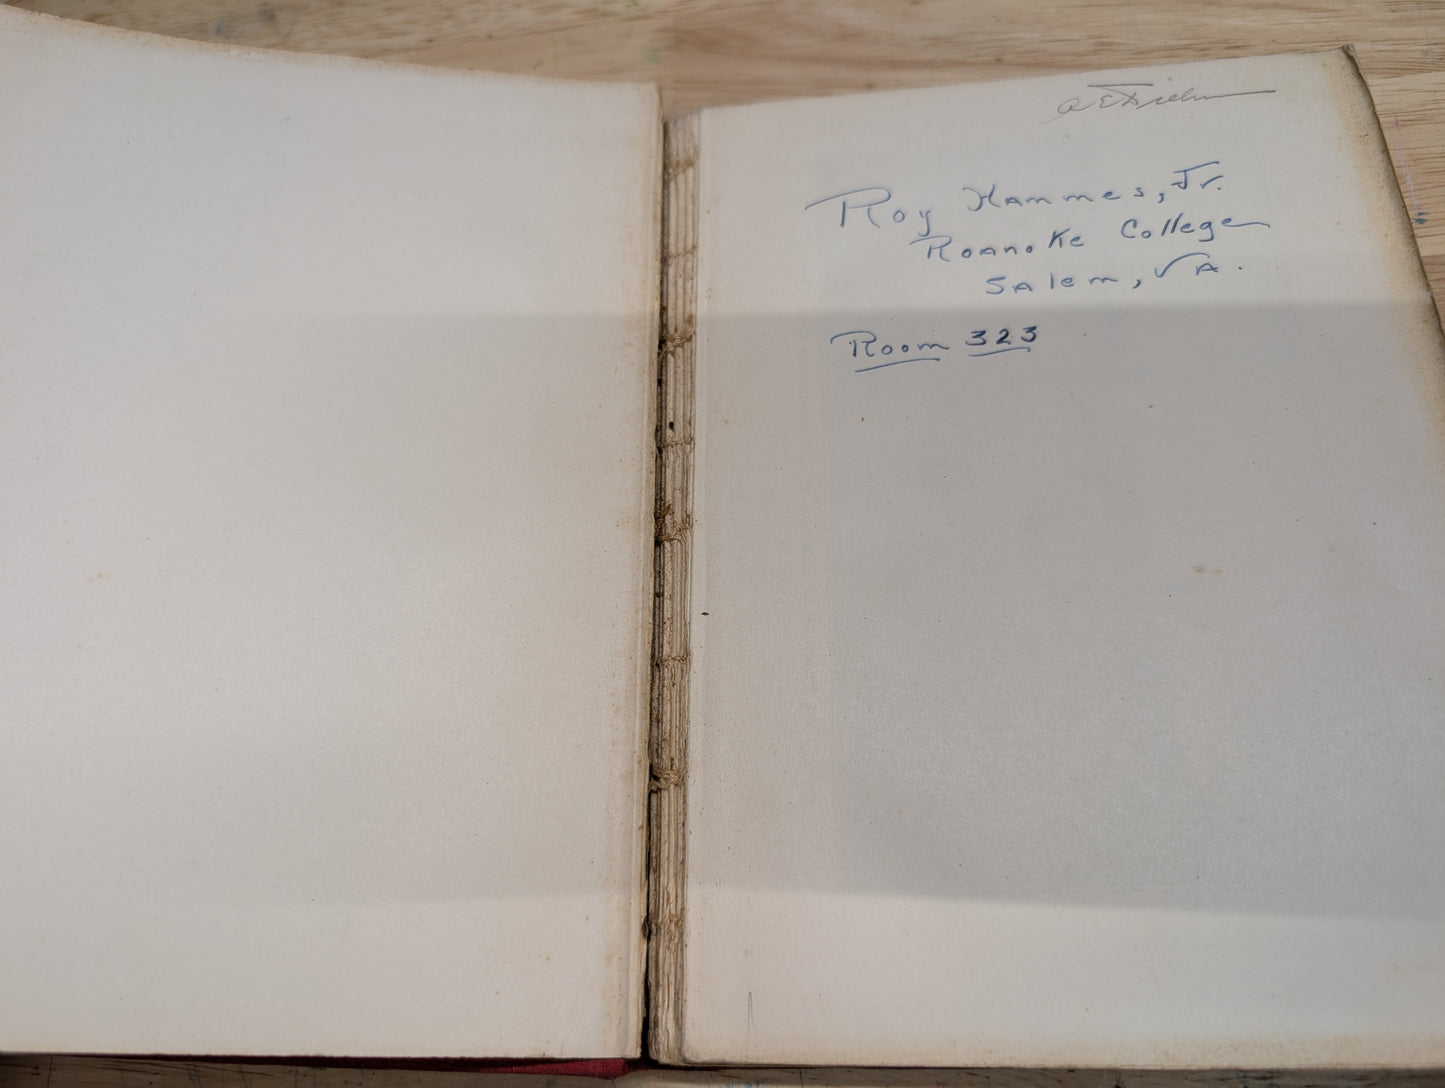 Roy Hammes, Jr.
Roanoke College
Salem, VA.
Room 323